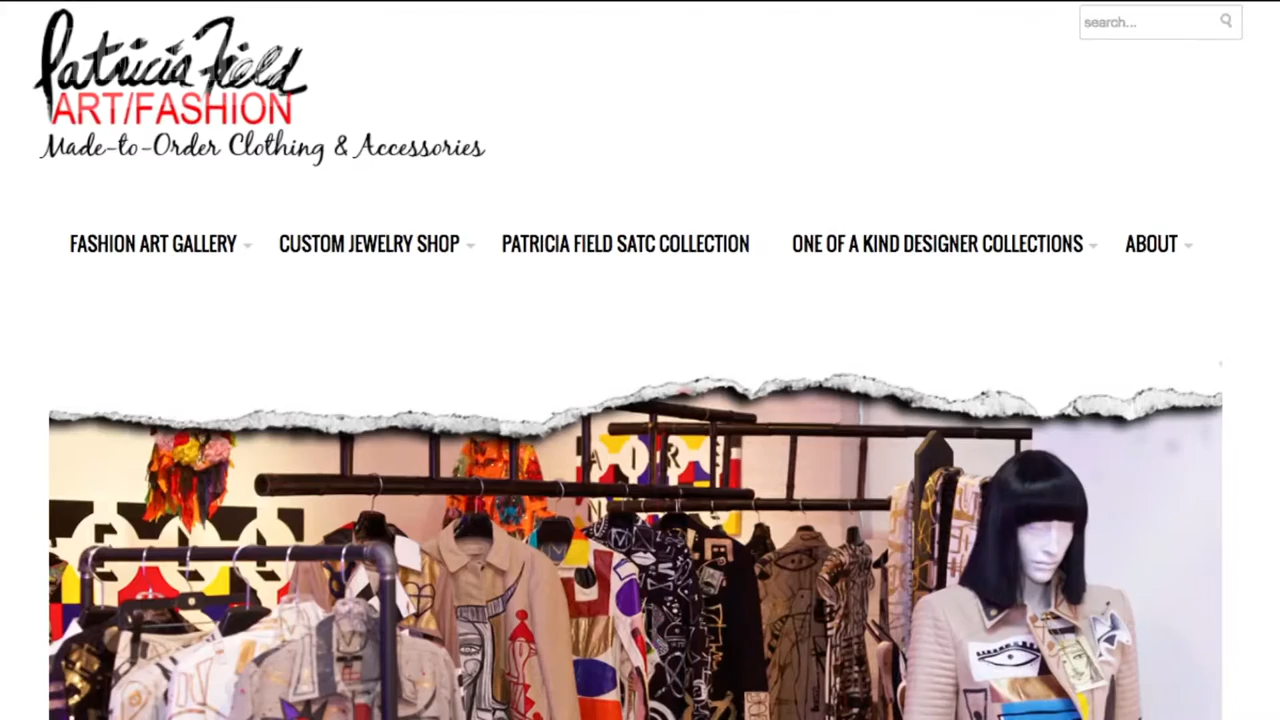 Patricia Field
search...
ART/FASHION
Made-to-Order Clothing & Accessories
FASHION ART GALLERY
CUSTOM JEWELRY SHOP
PATRICIA FIELD SATC COLLECTION
ONE OF A KIND DESIGNER COLLECTIONS
ABOUT